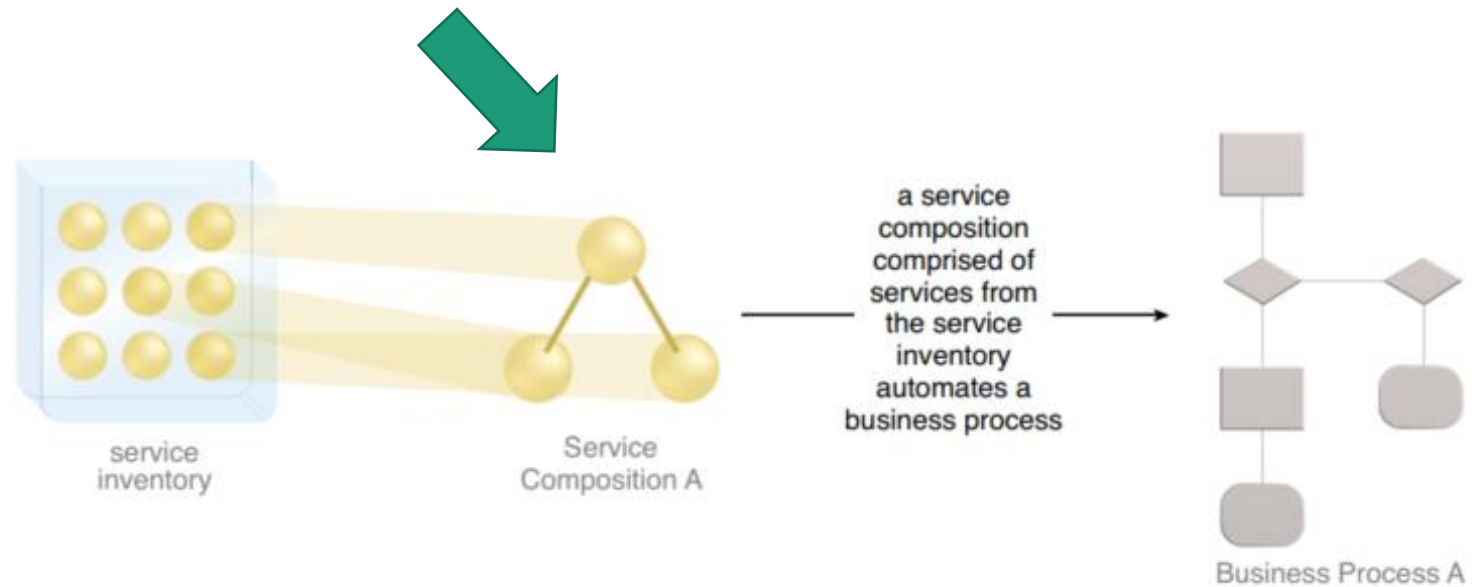 service
inventory
Service
Composition A
a service
composition
comprised of
services from
the service
inventory
automates a
business process
Business Process A